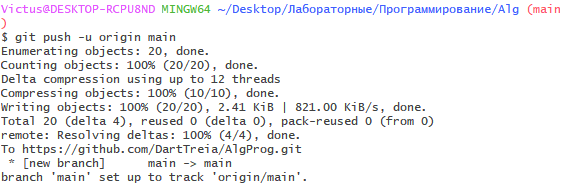 Victus@DESKTOP-RCPU8ND MINGW64 ~/Desktop/Лабораторные/Программирование/Alg (main
)
$ git push -u origin main
Enumerating objects: 20, done.
Counting objects: 100% (20/20), done.
Delta compression using up to 12 threads
Compressing objects: 100% (10/10), done.
Writing objects: 100% (20/20), 2.41 KiB | 821.00 KiB/s, done.
Total 20 (delta 4), reused 0 (delta 0), pack-reused 0 (from 0)
remote: Resolving deltas: 100% (4/4), done.
To https://github.com/DartTreia/AlgProg.git
 * [new branch]      main -> main
branch 'main' set up to track 'origin/main'.